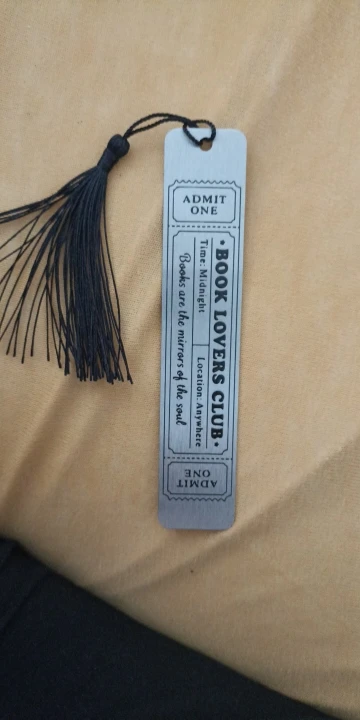 ADMIT
ONE
•BOOK LOVERS CLUB•
Time: Midnight
Location: Anywhere
Books are the mirrors of the soul
ADMIT
ONE